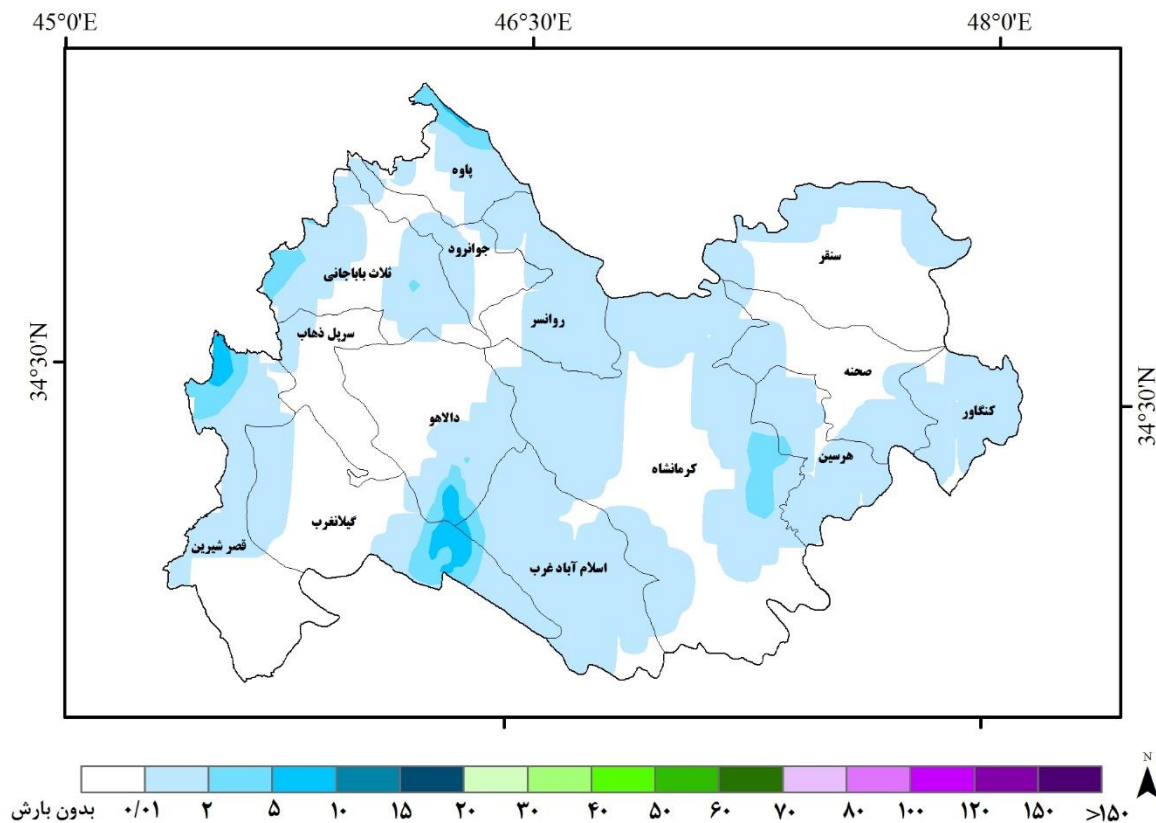 45°0'E 46°30'E 48°0'E
پاوه
جوانرود
سنقر
ثلاث باباجانی
روانسر
سرپل ذهاب
34°30'N
صحنه
34°30'N
کنگاور
دالاهو
هرسین
کرمانشاه
گیلانغرب
قصر شیرین
اسلام آباد غرب
N
بدون بارش ۰/۰۱ ۲ ۵ ۱۰ ۱۵ ۲۰ ۳۰ ۴۰ ۵۰ ۶۰ ۷۰ ۸۰ ۱۰۰ ۱۲۰ ۱۵۰ >۱۵۰